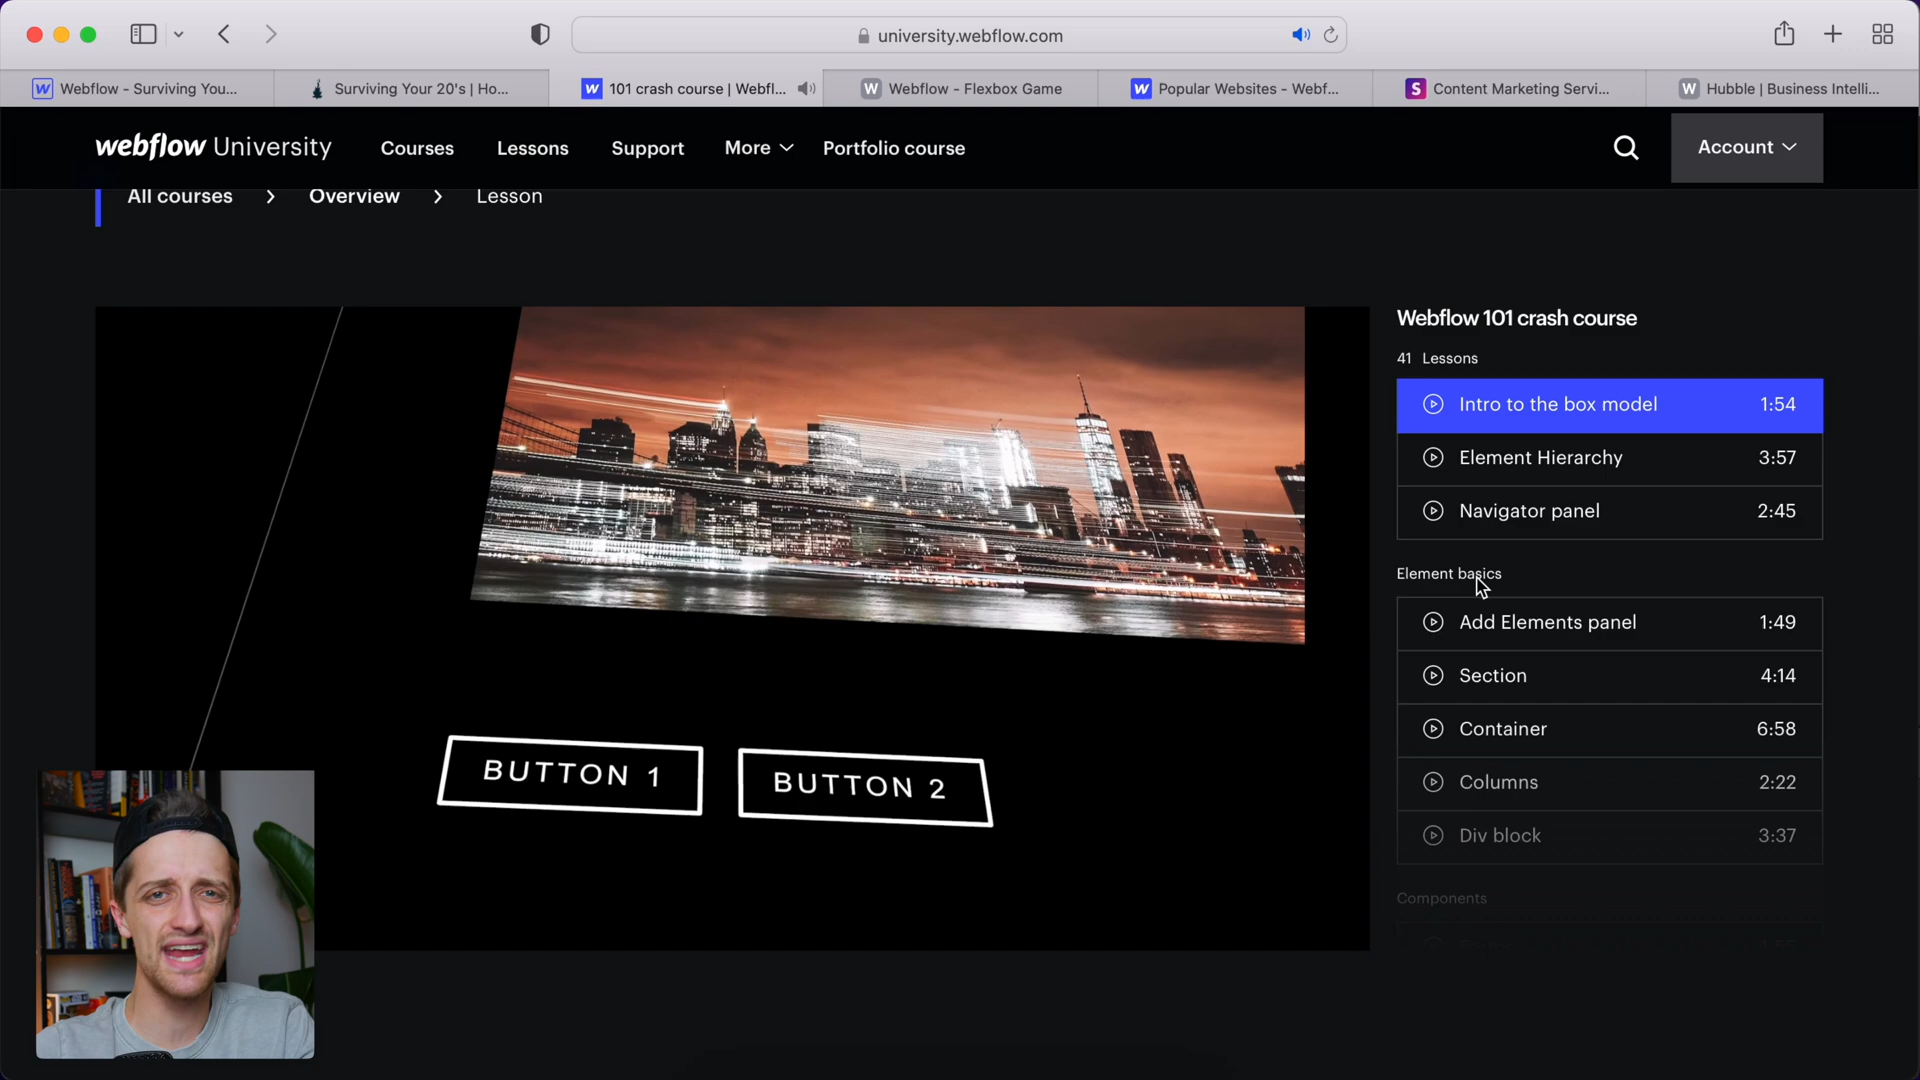 university.webflow.com
Webflow - Surviving You...
Surviving Your 20's | Ho...
101 crash course | Webfl...
Webflow - Flexbox Game
Popular Websites - Webf...
Content Marketing Servi...
Hubble | Business Intelli...
webflow University
Courses
Lessons
Support
More
Portfolio course
Account
All courses > Overview > Lesson
Webflow 101 crash course
41 Lessons
Intro to the box model 1:54
Element Hierarchy 3:57
Navigator panel 2:45
Element basics
Add Elements panel 1:49
Section 4:14
Container 6:58
Columns 2:22
Div block 3:37
Components
BUTTON 1
BUTTON 2